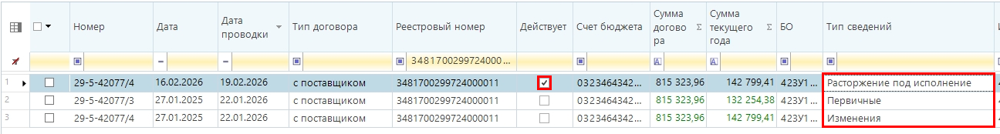 Номер Дата Дата проводки Тип договора Реестровый номер Действует Счет бюджета Сумма договора Σ Сумма текущего года Σ БО Тип сведений
3481700299724000...
1 29-5-42077/4 16.02.2026 19.02.2026 с поставщиком 3481700299724000011 0323464342... 815 323,96 142 799,41 423У1... Расторжение под исполнение
2 29-5-42077/3 27.01.2025 22.01.2026 с поставщиком 3481700299724000011 0323464342... 815 323,96 132 254,38 423У1... Первичные
3 29-5-42077/4 27.01.2025 22.01.2026 с поставщиком 3481700299724000011 0323464342... 815 323,96 142 799,41 423У1... Изменения